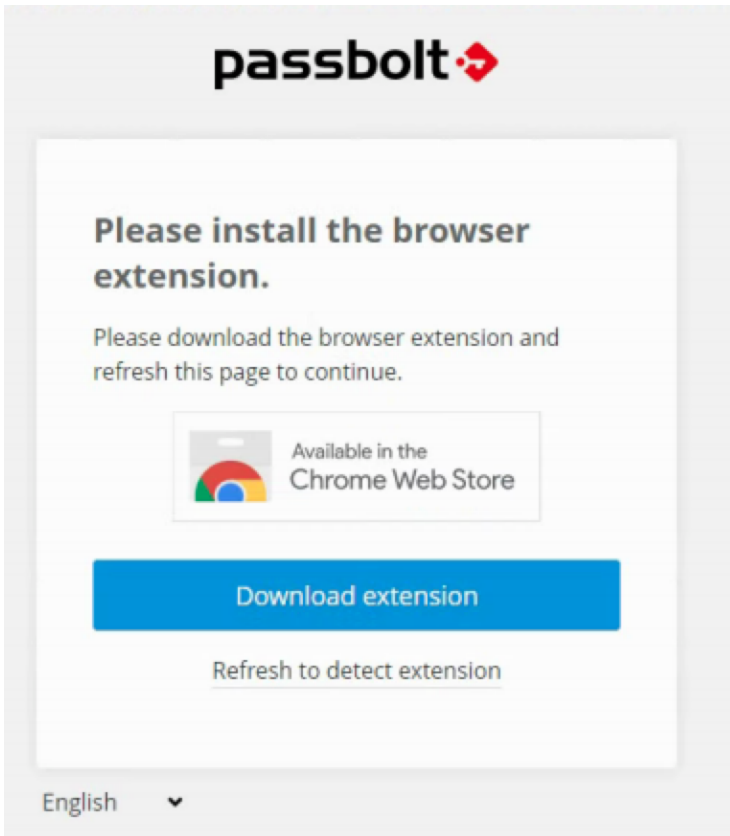 passbolt
Please install the browser
extension.
Please download the browser extension and
refresh this page to continue.
Available in the
Chrome Web Store
Download extension
Refresh to detect extension
English